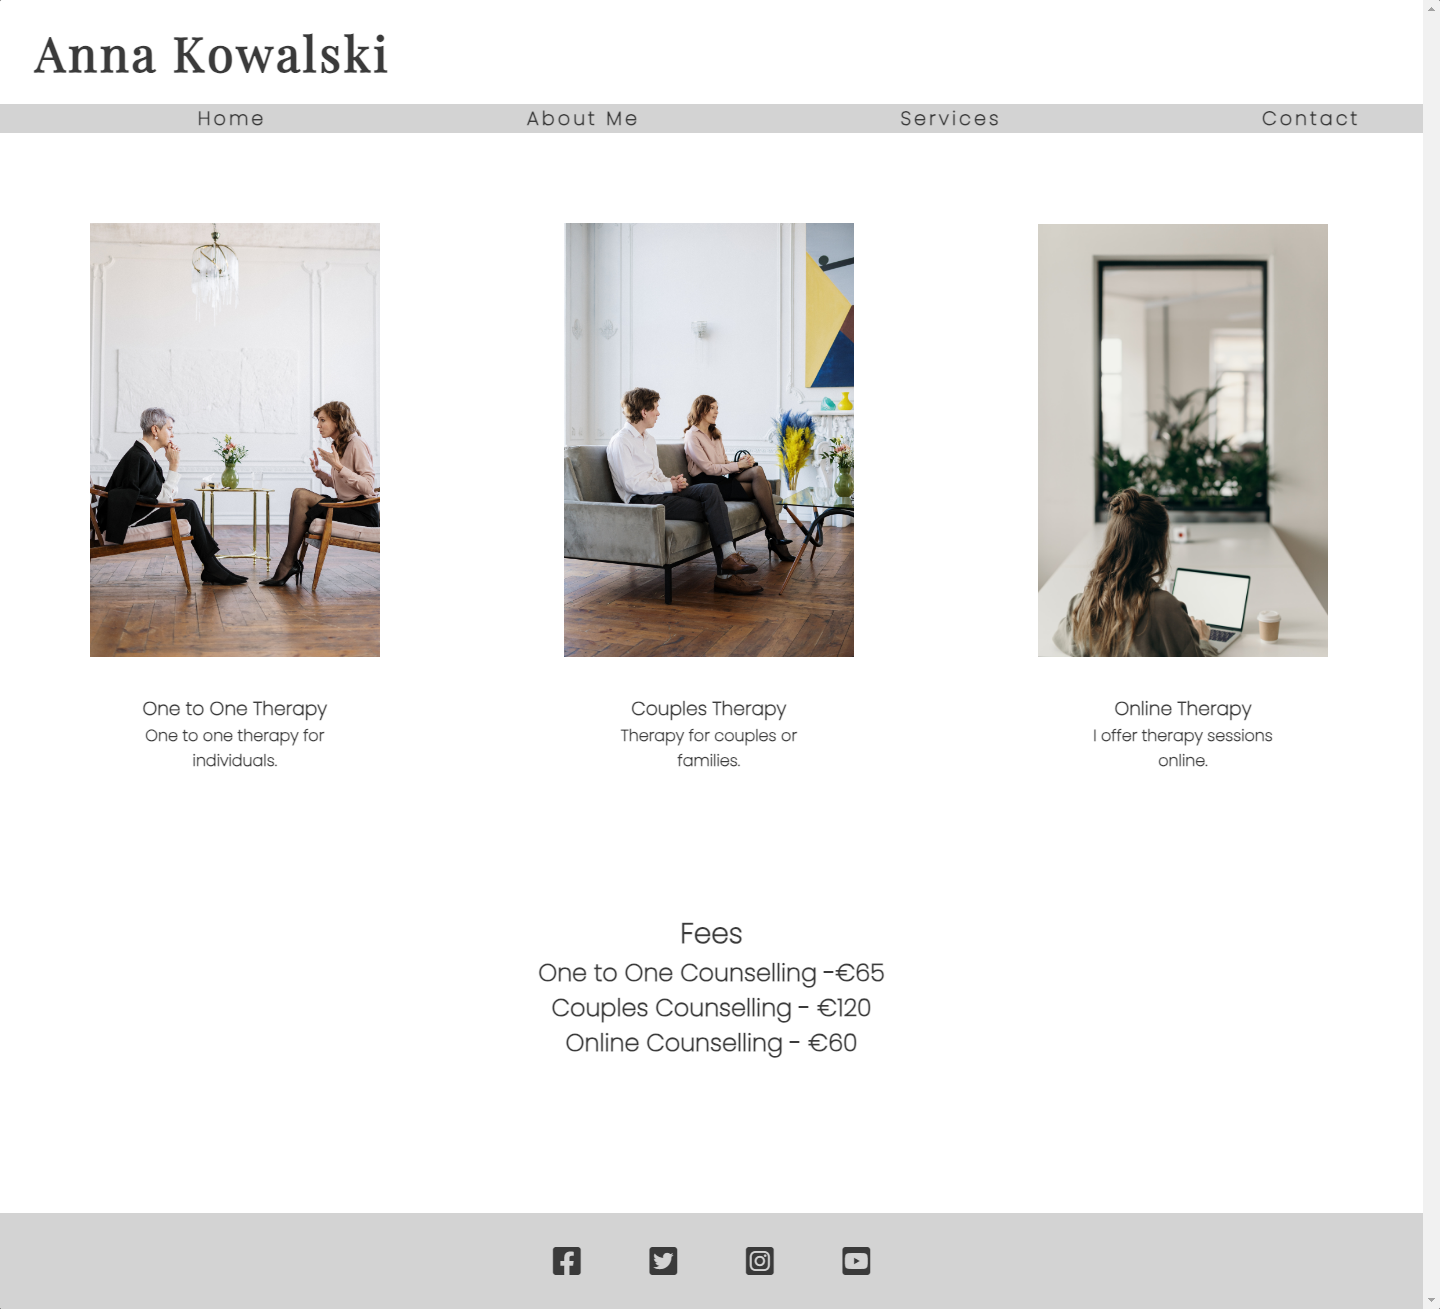 Anna Kowalski
Home About Me Services Contact
One to One Therapy
One to one therapy for
individuals.
Couples Therapy
Therapy for couples or
families.
Online Therapy
I offer therapy sessions
online.
Fees
One to One Counselling -€65
Couples Counselling - €120
Online Counselling - €60